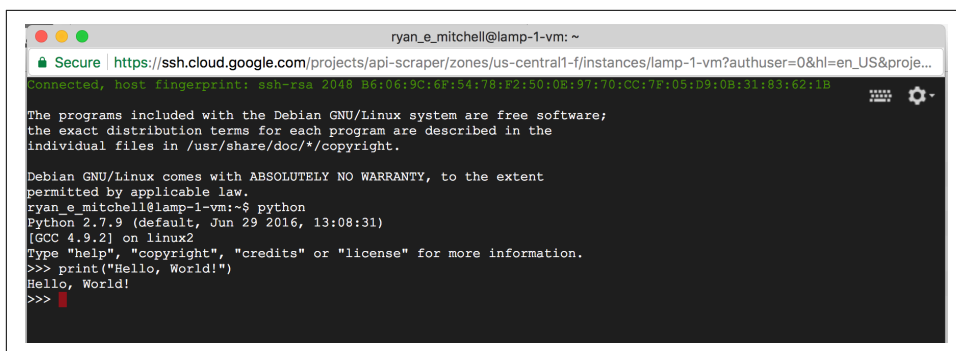 ryan_e_mitchell@lamp-1-vm: ~
Secure | https://ssh.cloud.google.com/projects/api-scraper/zones/us-central1-f/instances/lamp-1-vm?authuser=0&hl=en_US&proje...
Connected, host fingerprint: ssh-rsa 2048 B6:06:9C:6F:54:78:F2:50:0E:97:70:CC:7F:05:D9:0B:31:83:62:1B
The programs included with the Debian GNU/Linux system are free software;
the exact distribution terms for each program are described in the
individual files in /usr/share/doc/*/copyright.
Debian GNU/Linux comes with ABSOLUTELY NO WARRANTY, to the extent
permitted by applicable law.
ryan_e_mitchell@lamp-1-vm:~$ python
Python 2.7.9 (default, Jun 29 2016, 13:08:31)
[GCC 4.9.2] on linux2
Type "help", "copyright", "credits" or "license" for more information.
>>> print("Hello, World!")
Hello, World!
>>>